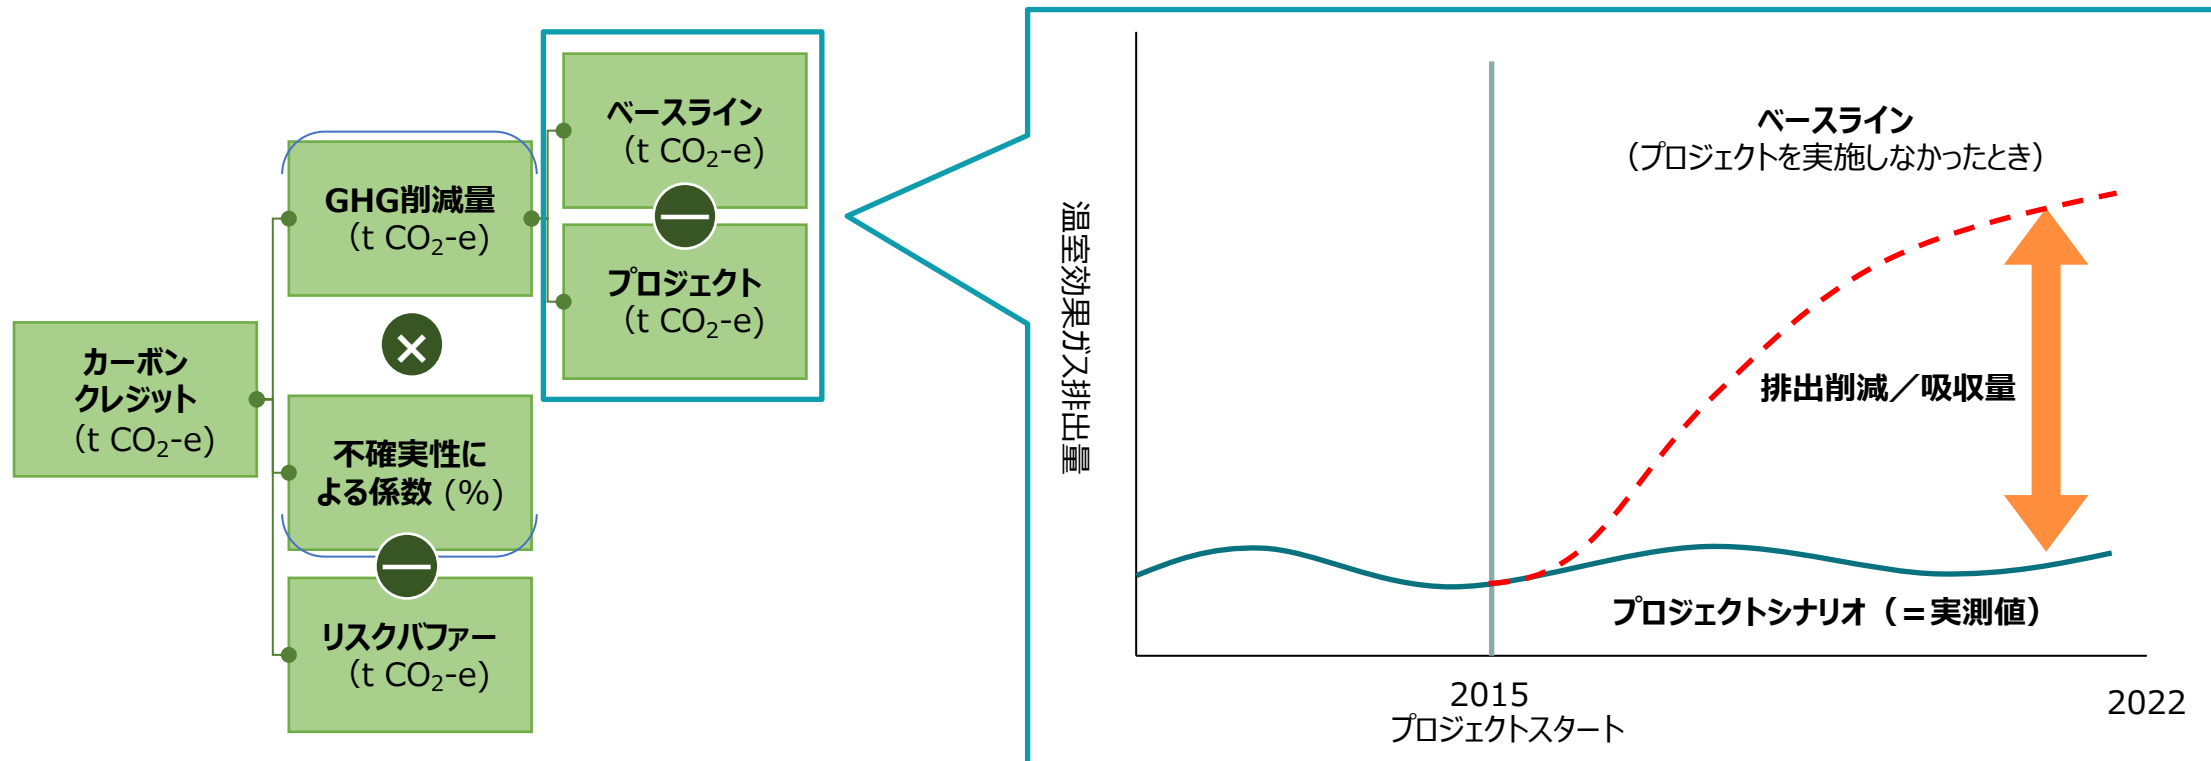 カーボン
クレジット
（t CO₂-e）
GHG削減量
（t CO₂-e）
×
不確実性に
よる係数 (%)
—
リスクバファー
（t CO₂-e）
ベースライン
（t CO₂-e）
—
プロジェクト
（t CO₂-e）
温室効果ガス排出量
ベースライン
（プロジェクトを実施しなかったとき）
排出削減／吸収量
プロジェクトシナリオ（＝実測値）
2015
プロジェクトスタート
2022